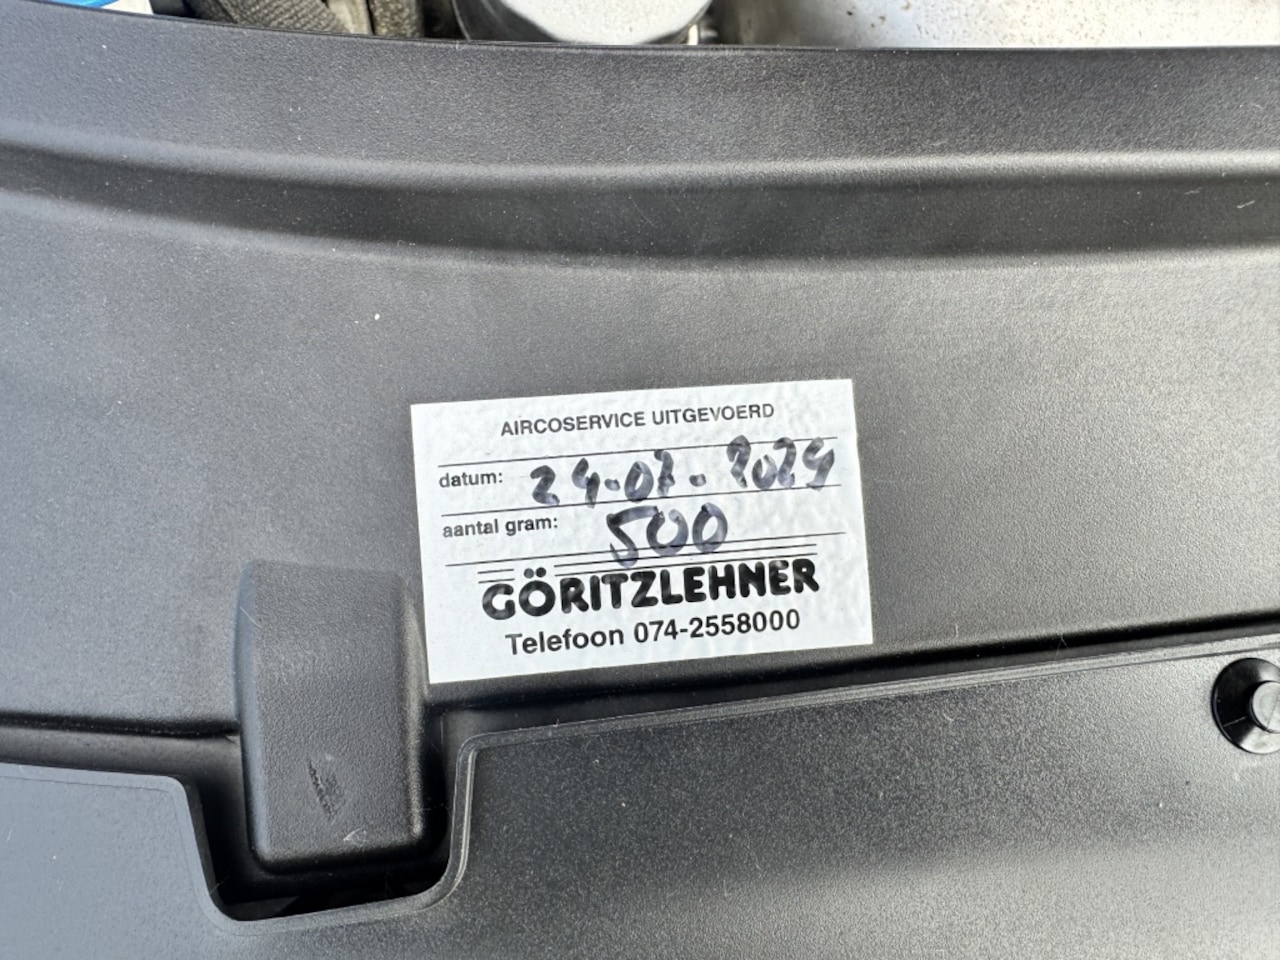 AIRCOSERVICE UITGEVOERD
datum: 24-07-2024
aantal gram: 500
GÖRITZLEHNER
Telefoon 074-2558000